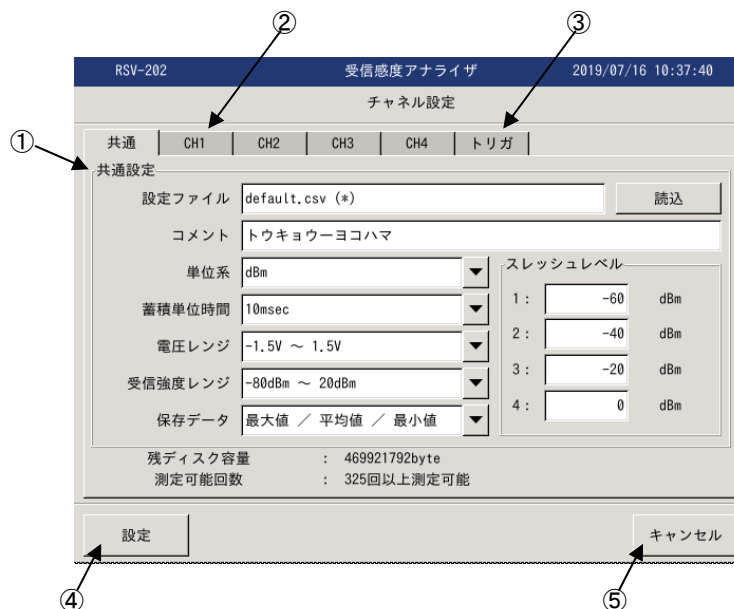 ② ③
RSV-202 受信感度アナライザ 2019/07/16 10:37:40
チャネル設定
① 共通 CH1 CH2 CH3 CH4 トリガ
共通設定
設定ファイル default.csv (*) 読込
コメント トウキョウーヨコハマ
単位系 dBm スレッシュレベル
蓄積単位時間 10msec 1: -60 dBm
電圧レンジ -1.5V ～ 1.5V 2: -40 dBm
受信強度レンジ -80dBm ～ 20dBm 3: -20 dBm
保存データ 最大値 ／ 平均値 ／ 最小値 4: 0 dBm
残ディスク容量 : 469921792byte
測定可能回数 : 325回以上測定可能
設定 キャンセル
④ ⑤